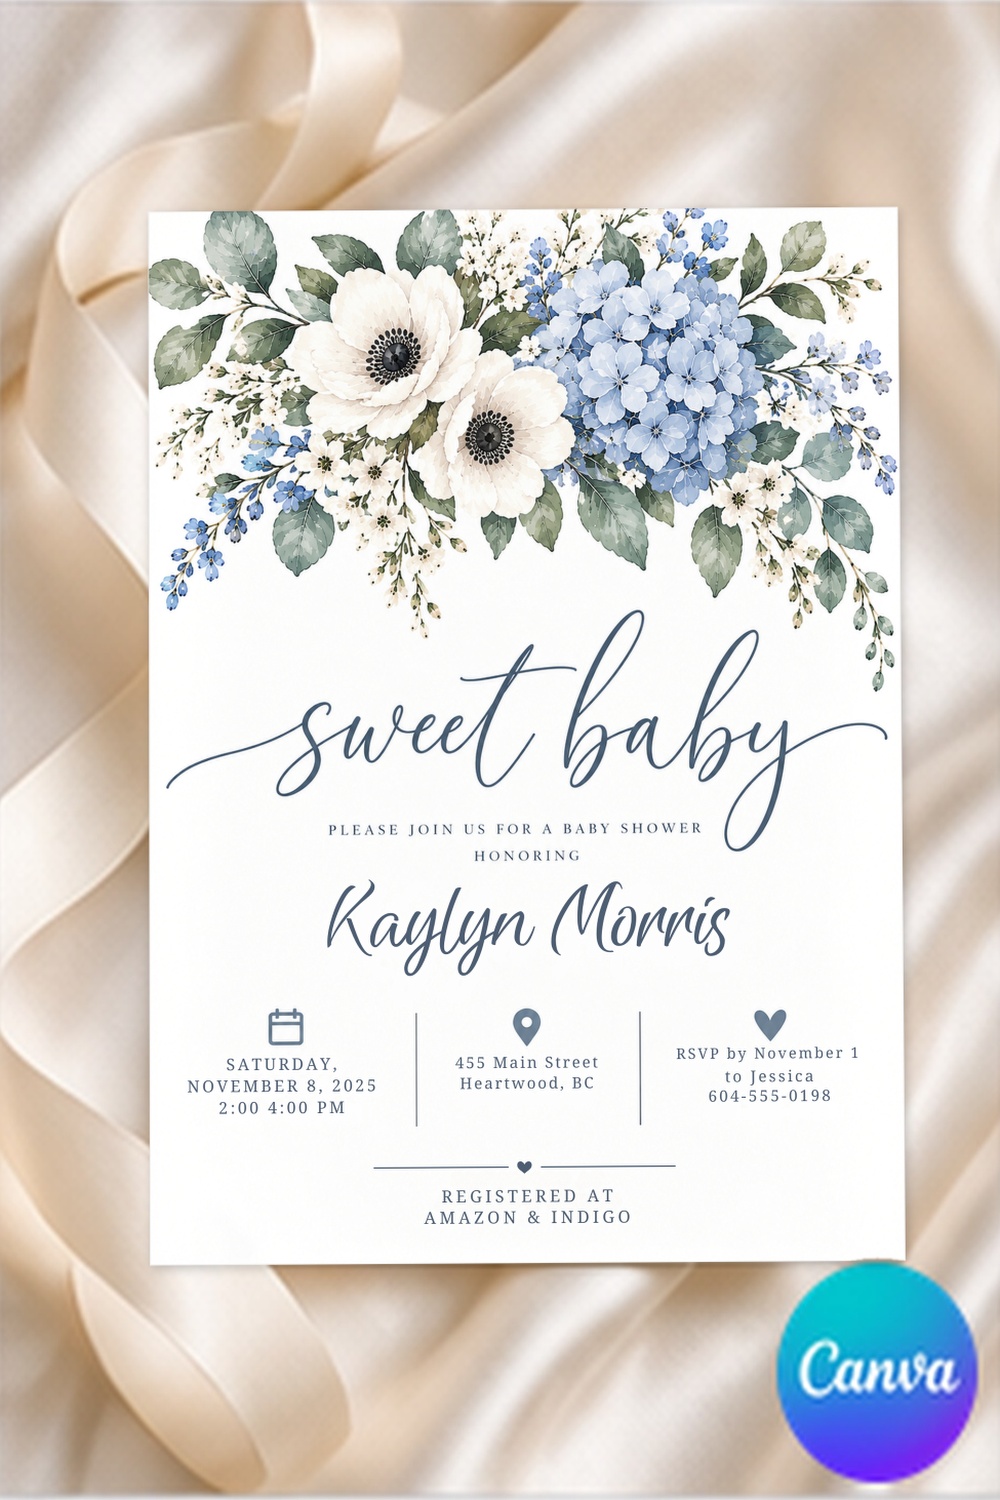 sweet baby
PLEASE JOIN US FOR A BABY SHOWER
HONORING
Kaylyn Morris
SATURDAY,
NOVEMBER 8, 2025
2:00 4:00 PM
455 Main Street
Heartwood, BC
RSVP by November 1
to Jessica
604-555-0198
REGISTERED AT
AMAZON & INDIGO
Canva